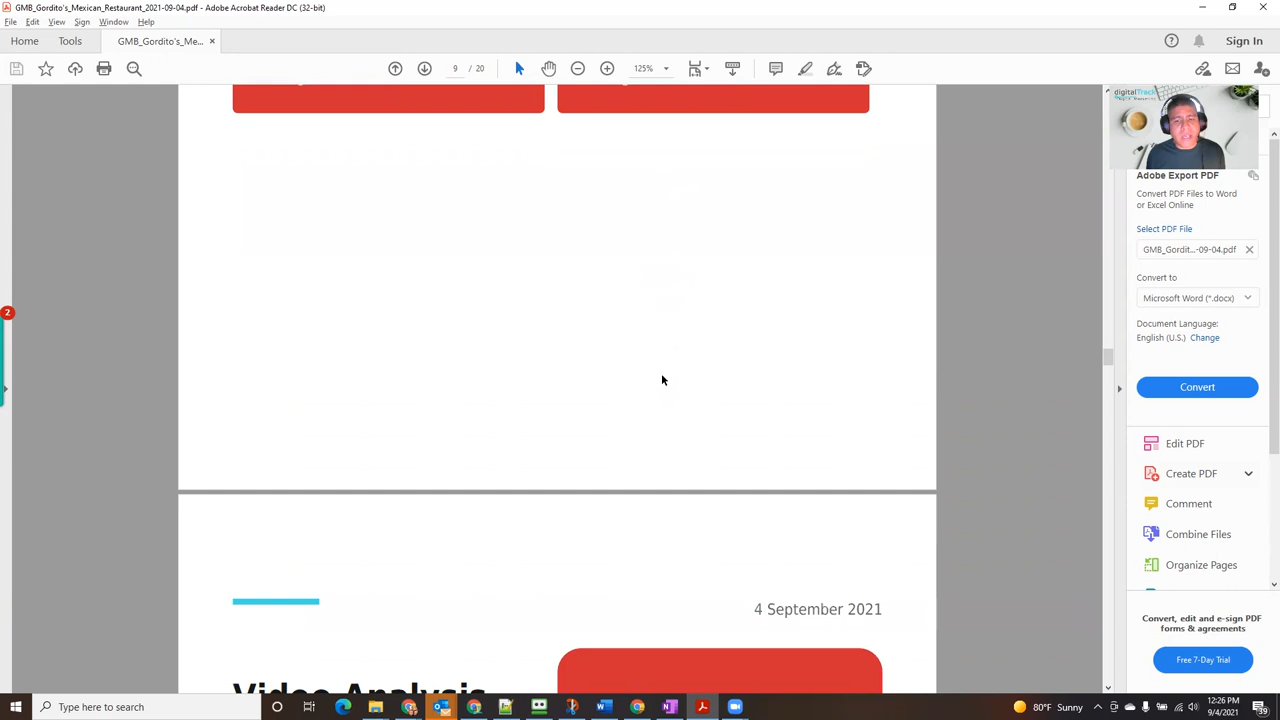 GMB_Gordito's_Mexican_Restaurant_2021-09-04.pdf - Adobe Acrobat Reader DC (32-bit)
File Edit View Sign Window Help
Home Tools GMB_Gordito's_Me... × Sign In
9 / 20 125%
digitalTrack
Adobe Export PDF
Convert PDF Files to Word
or Excel Online
Select PDF File
GMB_Gordit...-09-04.pdf
Convert to
2
Microsoft Word (*.docx)
Document Language:
English (U.S.) Change
Convert
Edit PDF
Create PDF
Comment
Combine Files
Organize Pages
4 September 2021
Convert, edit and e-sign PDF
forms & agreements
Free 7-Day Trial
Video Analysis
Type here to search
80°F Sunny
12:26 PM
9/4/2021
39